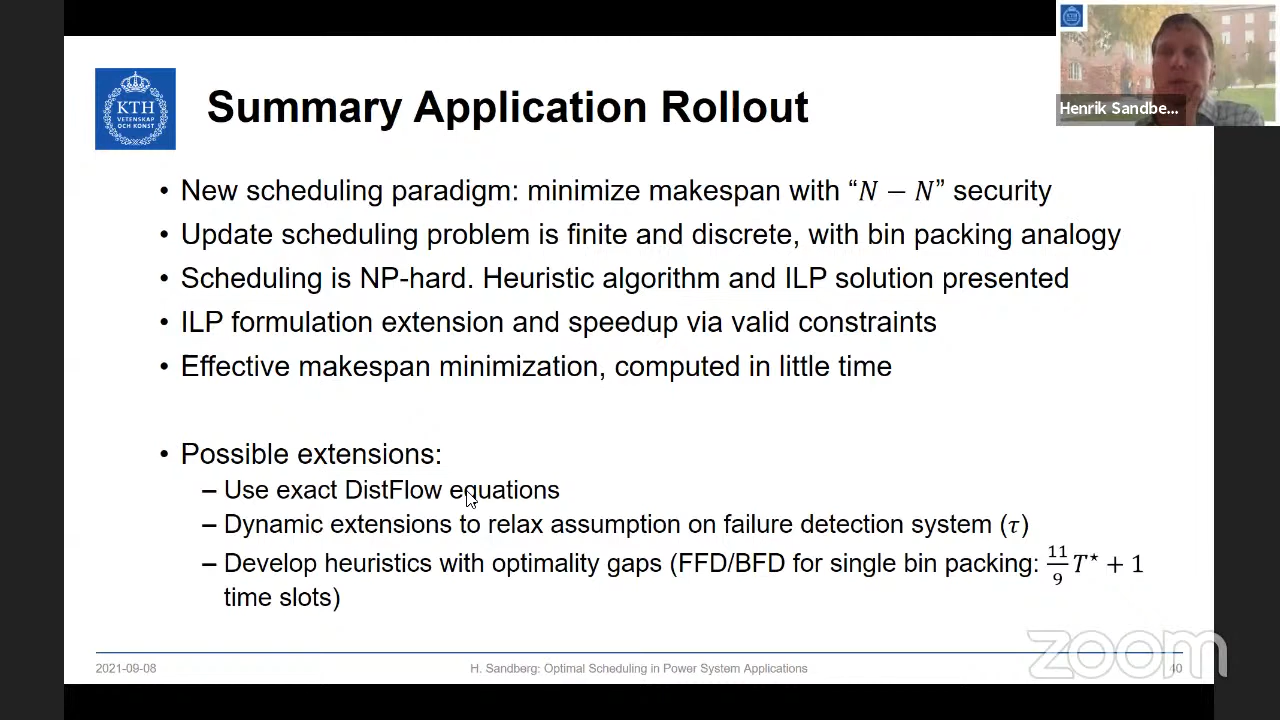 Henrik Sandbe...
KTH
VETENSKAP
OCH KONST
Summary Application Rollout
• New scheduling paradigm: minimize makespan with “N − N” security
• Update scheduling problem is finite and discrete, with bin packing analogy
• Scheduling is NP-hard. Heuristic algorithm and ILP solution presented
• ILP formulation extension and speedup via valid constraints
• Effective makespan minimization, computed in little time
• Possible extensions:
– Use exact DistFlow equations
– Dynamic extensions to relax assumption on failure detection system (τ)
– Develop heuristics with optimality gaps (FFD/BFD for single bin packing: 11/9 T* + 1
time slots)
2021-09-08
H. Sandberg: Optimal Scheduling in Power System Applications
40
zoom